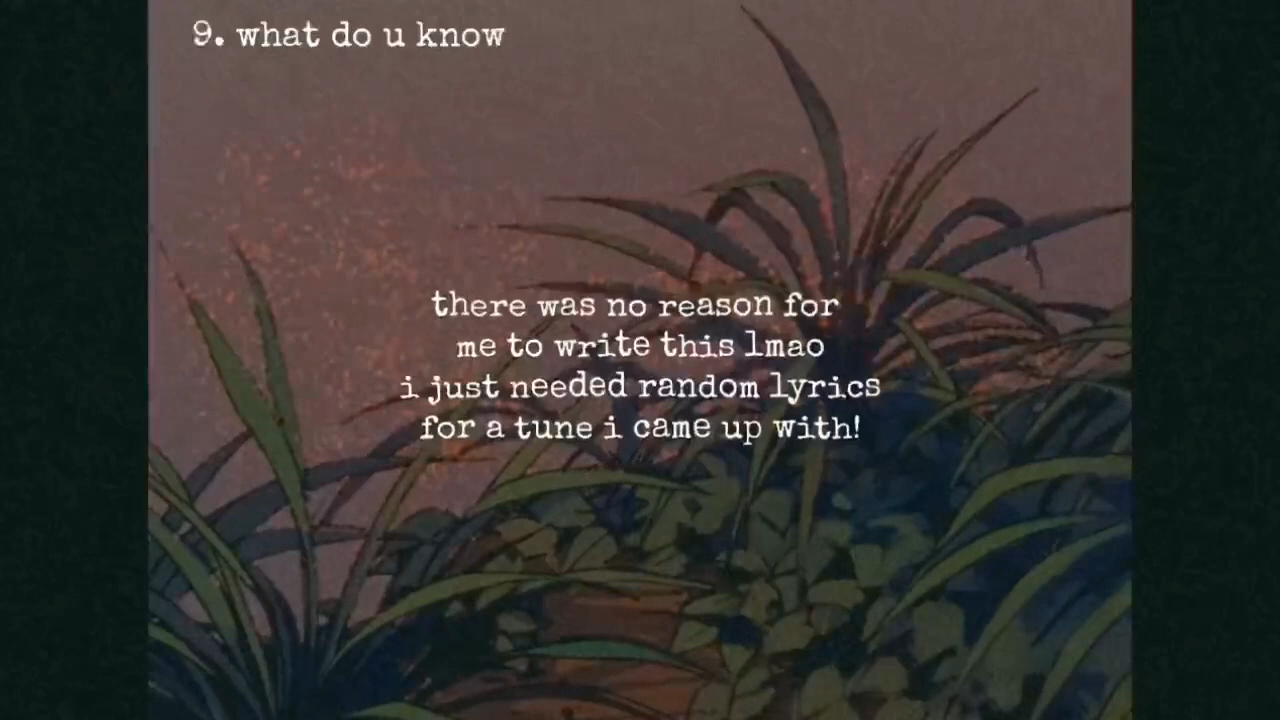 9. what do u know
there was no reason for
me to write this lmao
i just needed random lyrics
for a tune i came up with!